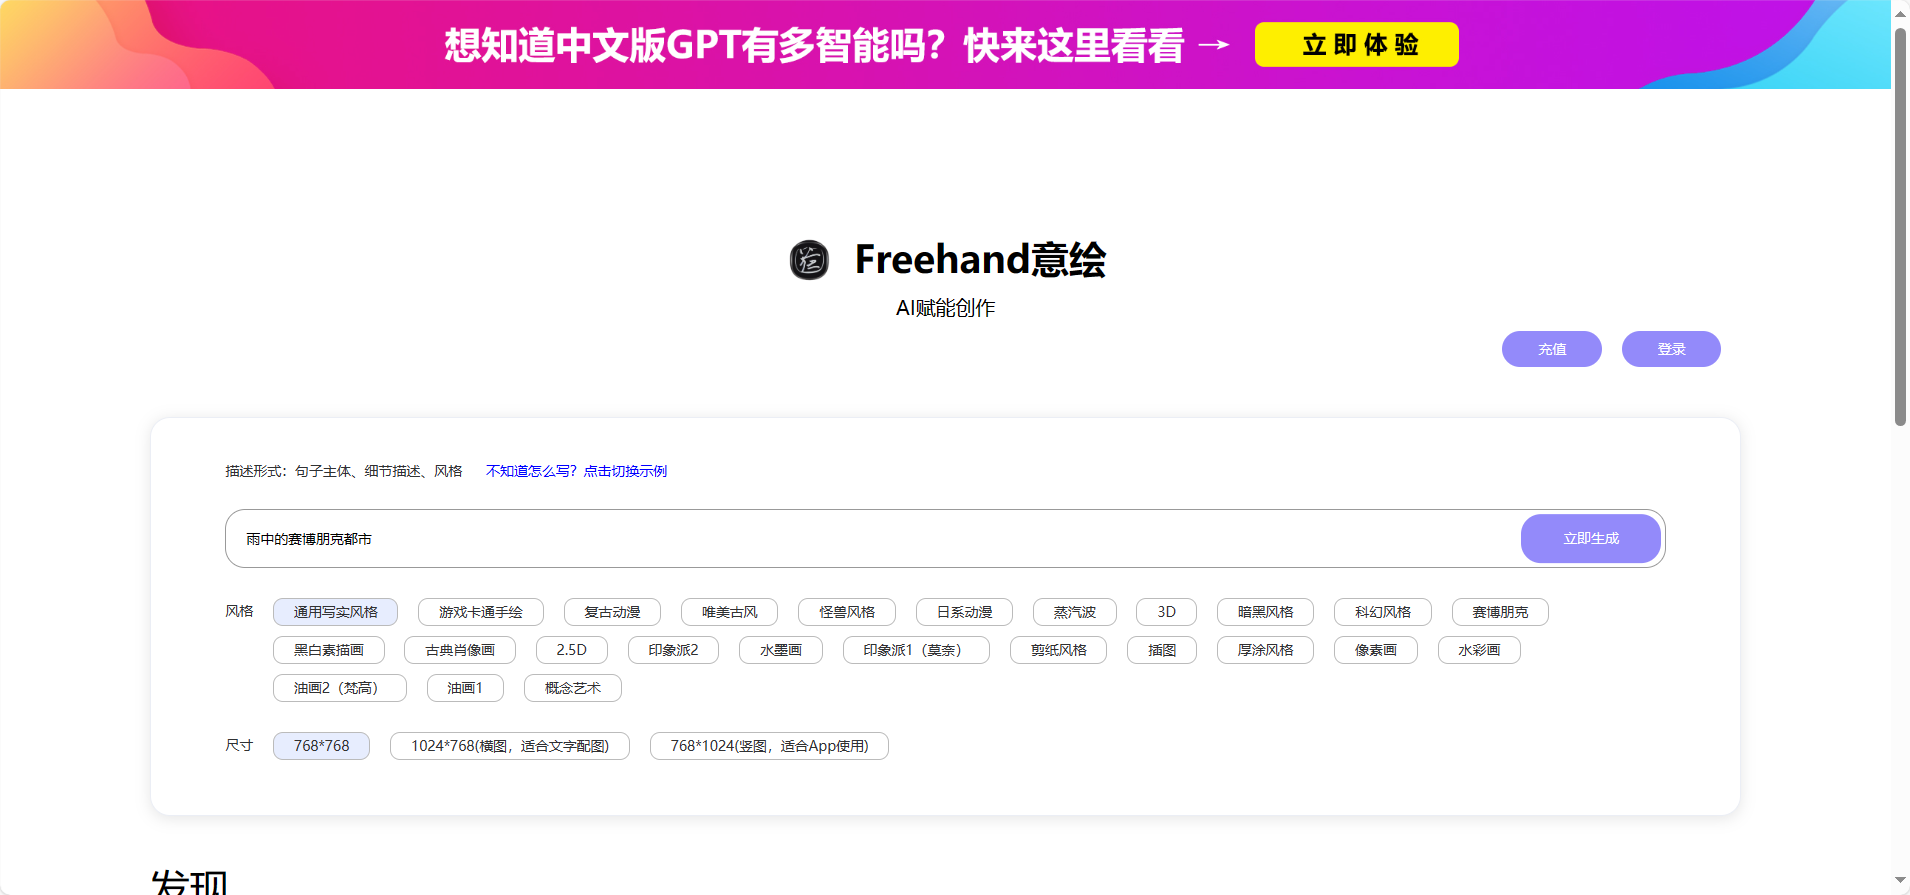 想知道中文版GPT有多智能吗？快来这里看看 → 立即体验
Freehand意绘
AI赋能创作
充值 登录
描述形式：句子主体、细节描述、风格 不知道怎么写？点击切换示例
雨中的赛博朋克都市 立即生成
风格 通用写实风格 游戏卡通手绘 复古动漫 唯美古风 怪兽风格 日系动漫 蒸汽波 3D 暗黑风格 科幻风格 赛博朋克
黑白素描画 古典肖像画 2.5D 印象派2 水墨画 印象派1（莫奈） 剪纸风格 插图 厚涂风格 像素画 水彩画
油画2（梵高） 油画1 概念艺术
尺寸 768*768 1024*768(横图，适合文字配图) 768*1024(竖图，适合App使用)
发现